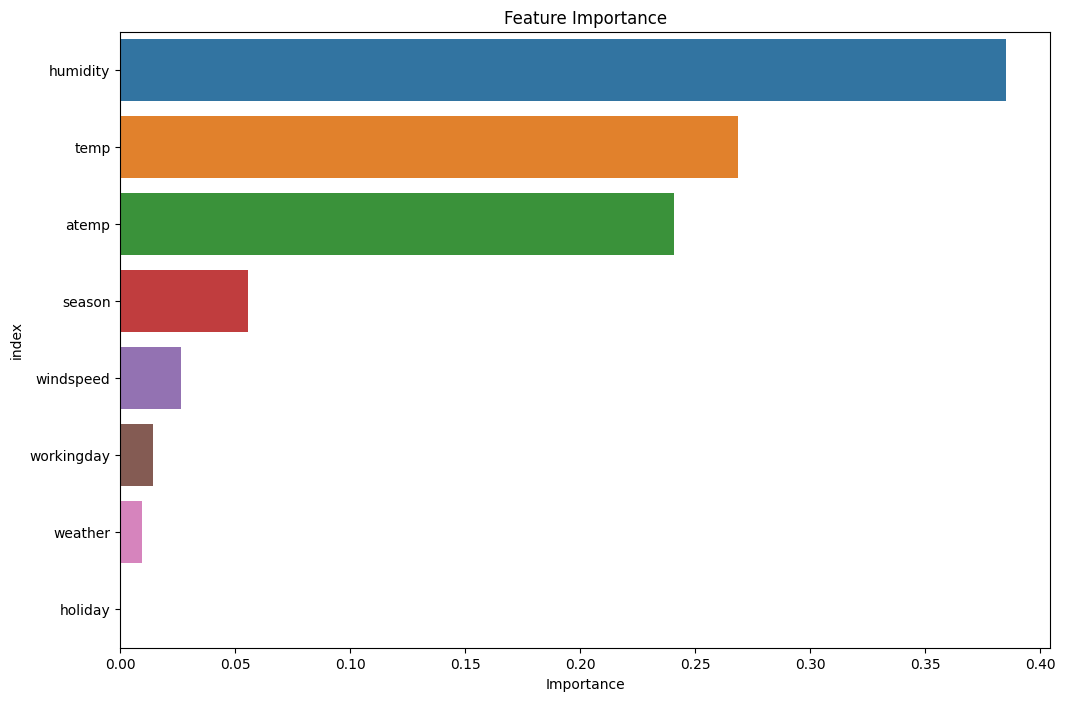 Feature Importance
humidity
temp
atemp
season
windspeed
workingday
weather
holiday
index
0.00 0.05 0.10 0.15 0.20 0.25 0.30 0.35 0.40
Importance